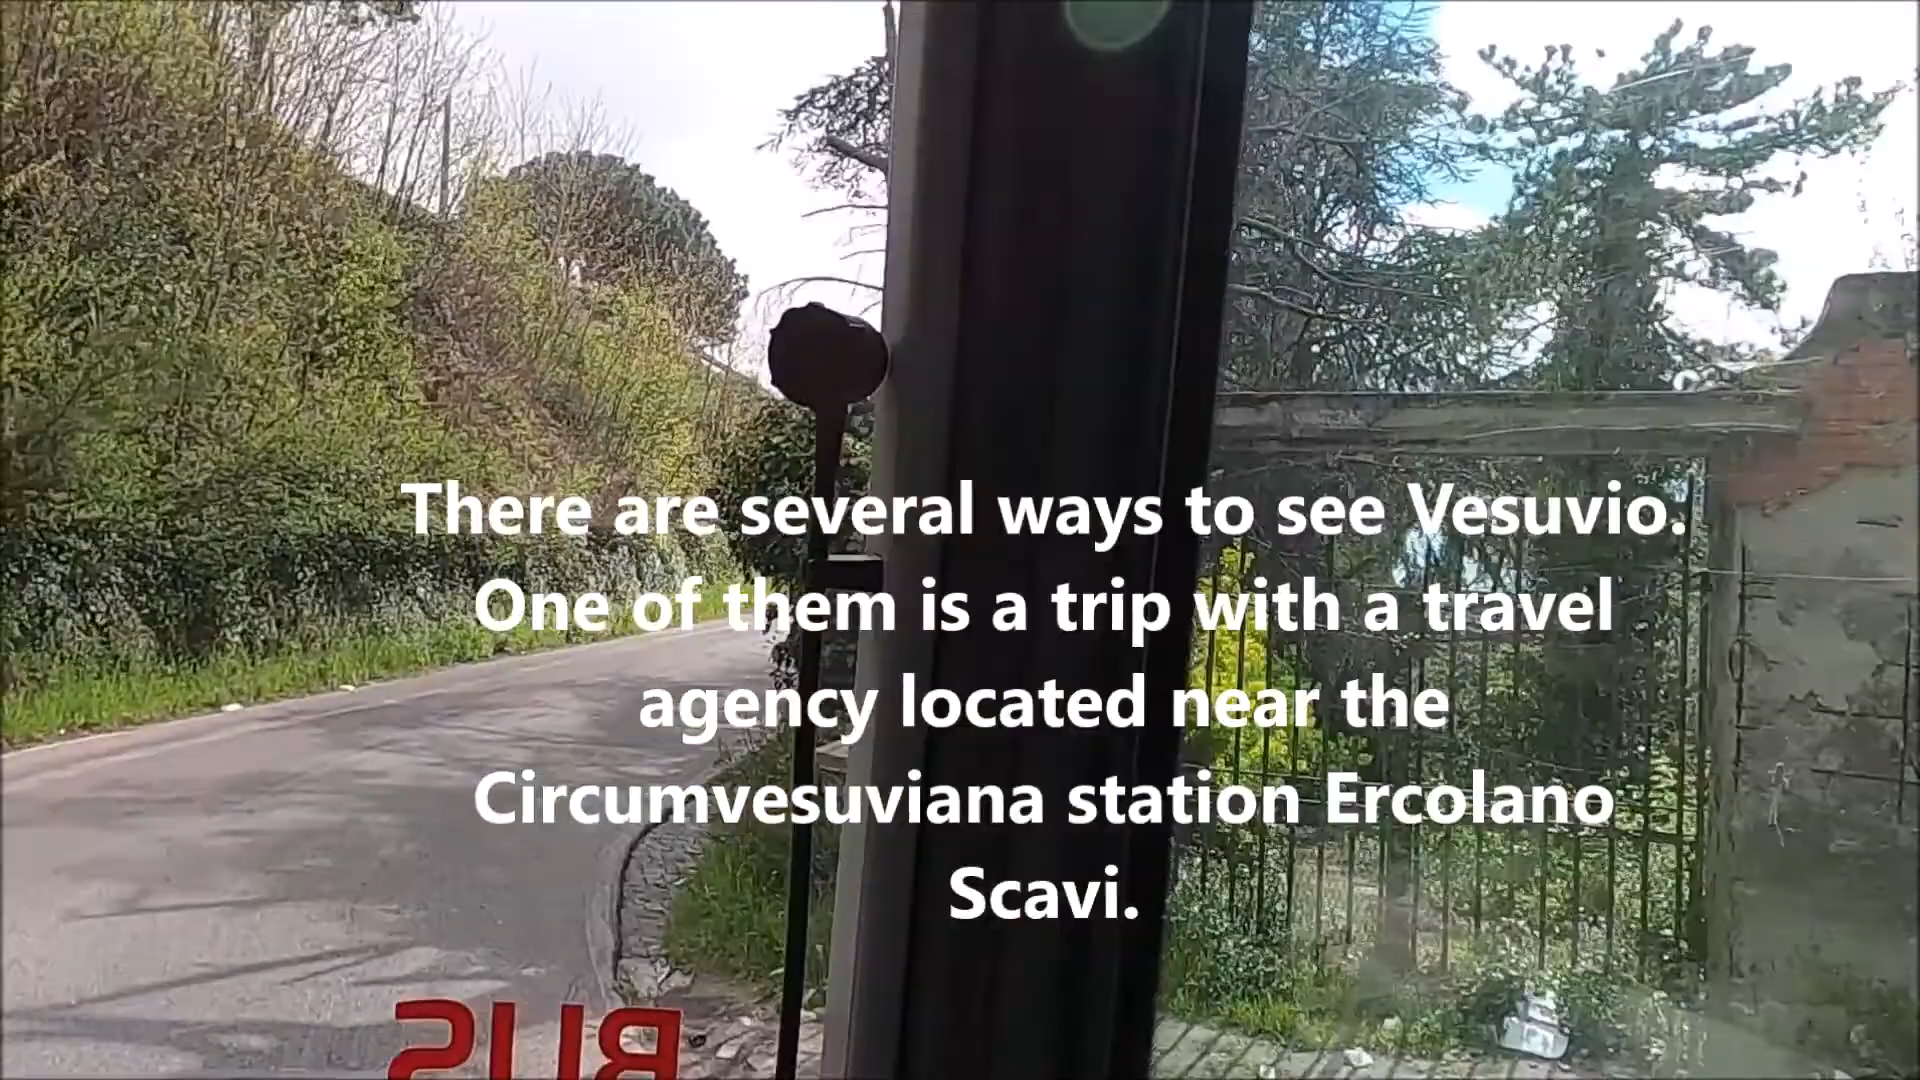 There are several ways to see Vesuvio.
One of them is a trip with a travel
agency located near the
Circumvesuviana station Ercolano
Scavi.
BUS